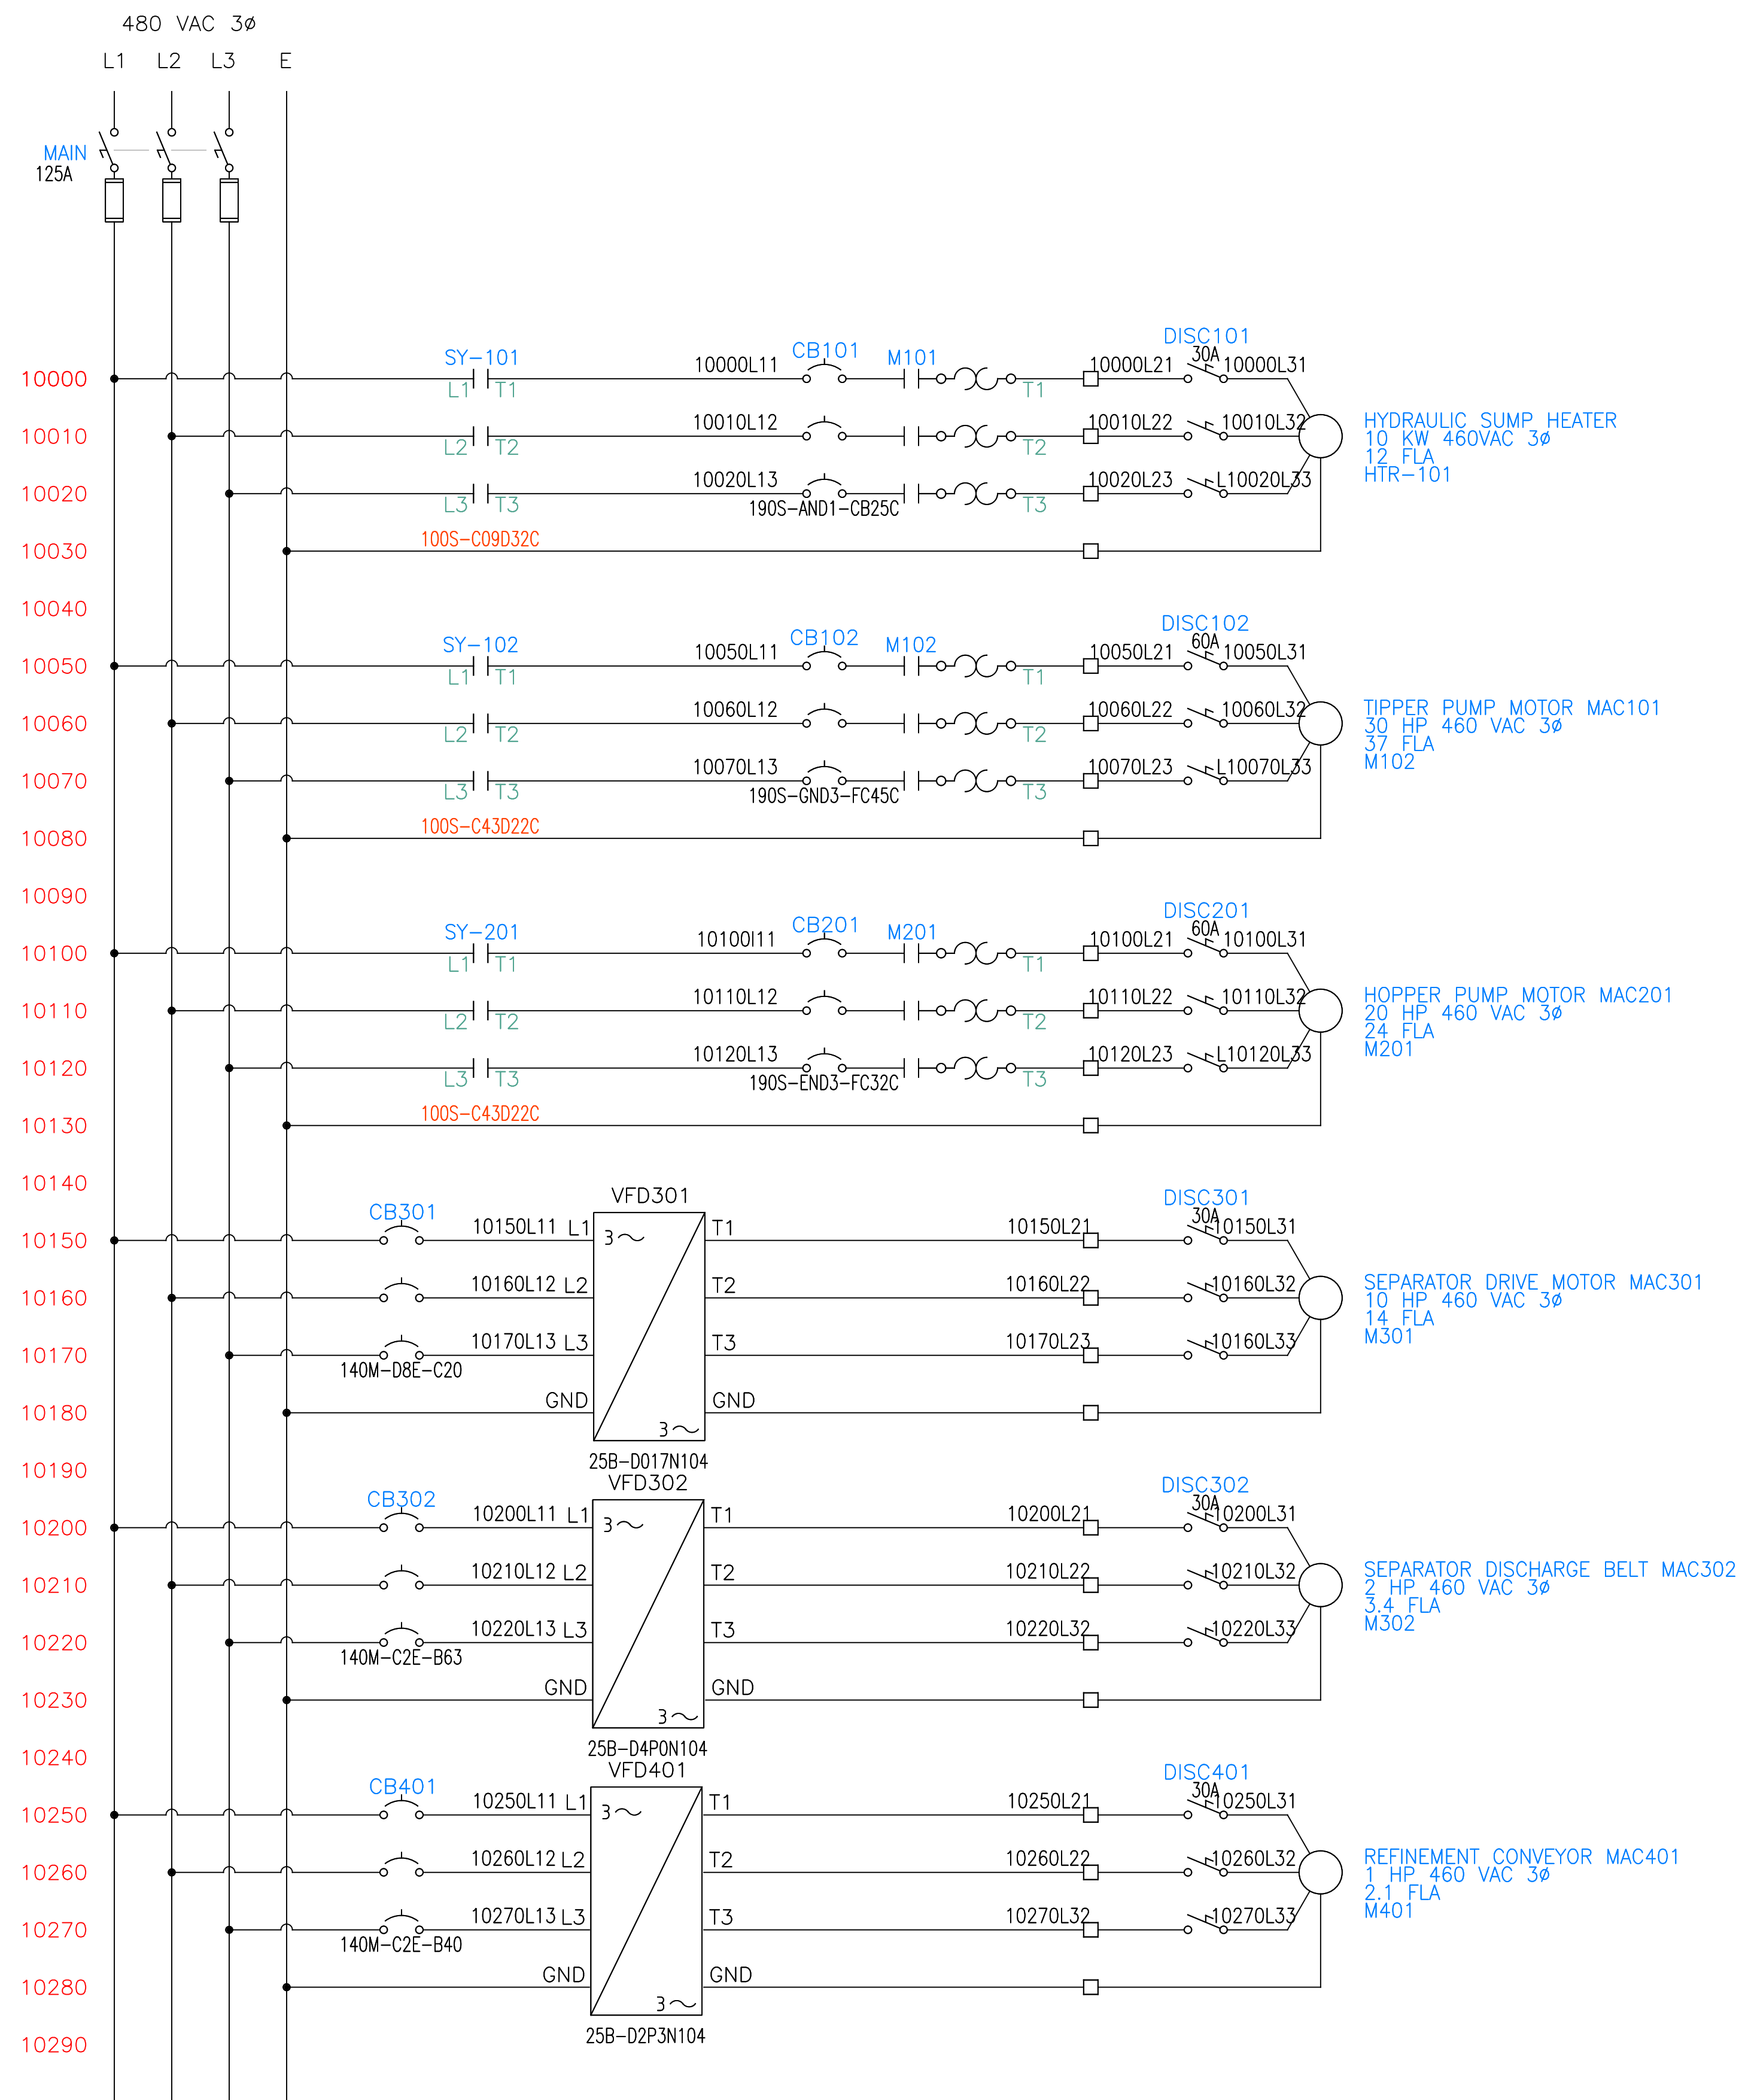 480 VAC 3ø
L1 L2 L3 E
MAIN
125A
DISC101
30A
SY-101 10000L11 CB101 M101 10000L21 10000L31
10000 L1 T1 T1
10010L12 10010L22 10010L32
10010 L2 T2 T2
10020L13 10020L23 L10020L33
10020 L3 T3 190S-AND1-CB25C T3
HYDRAULIC SUMP HEATER
10 KW 460VAC 3ø
12 FLA
HTR-101
100S-C09D32C
10030
10040
DISC102
60A
SY-102 10050L11 CB102 M102 10050L21 10050L31
10050 L1 T1 T1
10060L12 10060L22 10060L32
10060 L2 T2 T2
10070L13 10070L23 L10070L33
10070 L3 T3 190S-GND3-FC45C T3
TIPPER PUMP MOTOR MAC101
30 HP 460 VAC 3ø
37 FLA
M102
100S-C43D22C
10080
10090
DISC201
60A
SY-201 10100I11 CB201 M201 10100L21 10100L31
10100 L1 T1 T1
10110L12 10110L22 10110L32
10110 L2 T2 T2
10120L13 10120L23 L10120L33
10120 L3 T3 190S-END3-FC32C T3
HOPPER PUMP MOTOR MAC201
20 HP 460 VAC 3ø
24 FLA
M201
100S-C43D22C
10130
10140
VFD301 DISC301
30A
CB301 10150L11 L1 T1 10150L21 10150L31
10150 3
10160L12 L2 T2 10160L22 10160L32
10160
10170L13 L3 T3 10170L23 10160L33
10170 140M-D8E-C20
SEPARATOR DRIVE MOTOR MAC301
10 HP 460 VAC 3ø
14 FLA
M301
GND GND
10180 3
25B-D017N104
10190
VFD302 DISC302
30A
CB302 10200L11 L1 T1 10200L21 10200L31
10200 3
10210L12 L2 T2 10210L22 10210L32
10210
10220L13 L3 T3 10220L32 10220L33
10220 140M-C2E-B63
SEPARATOR DISCHARGE BELT MAC302
2 HP 460 VAC 3ø
3.4 FLA
M302
GND GND
10230 3
25B-D4P0N104
10240
VFD401 DISC401
30A
CB401 10250L11 L1 T1 10250L21 10250L31
10250 3
10260L12 L2 T2 10260L22 10260L32
10260
10270L13 L3 T3 10270L32 10270L33
10270 140M-C2E-B40
REFINEMENT CONVEYOR MAC401
1 HP 460 VAC 3ø
2.1 FLA
M401
GND GND
10280 3
25B-D2P3N104
10290